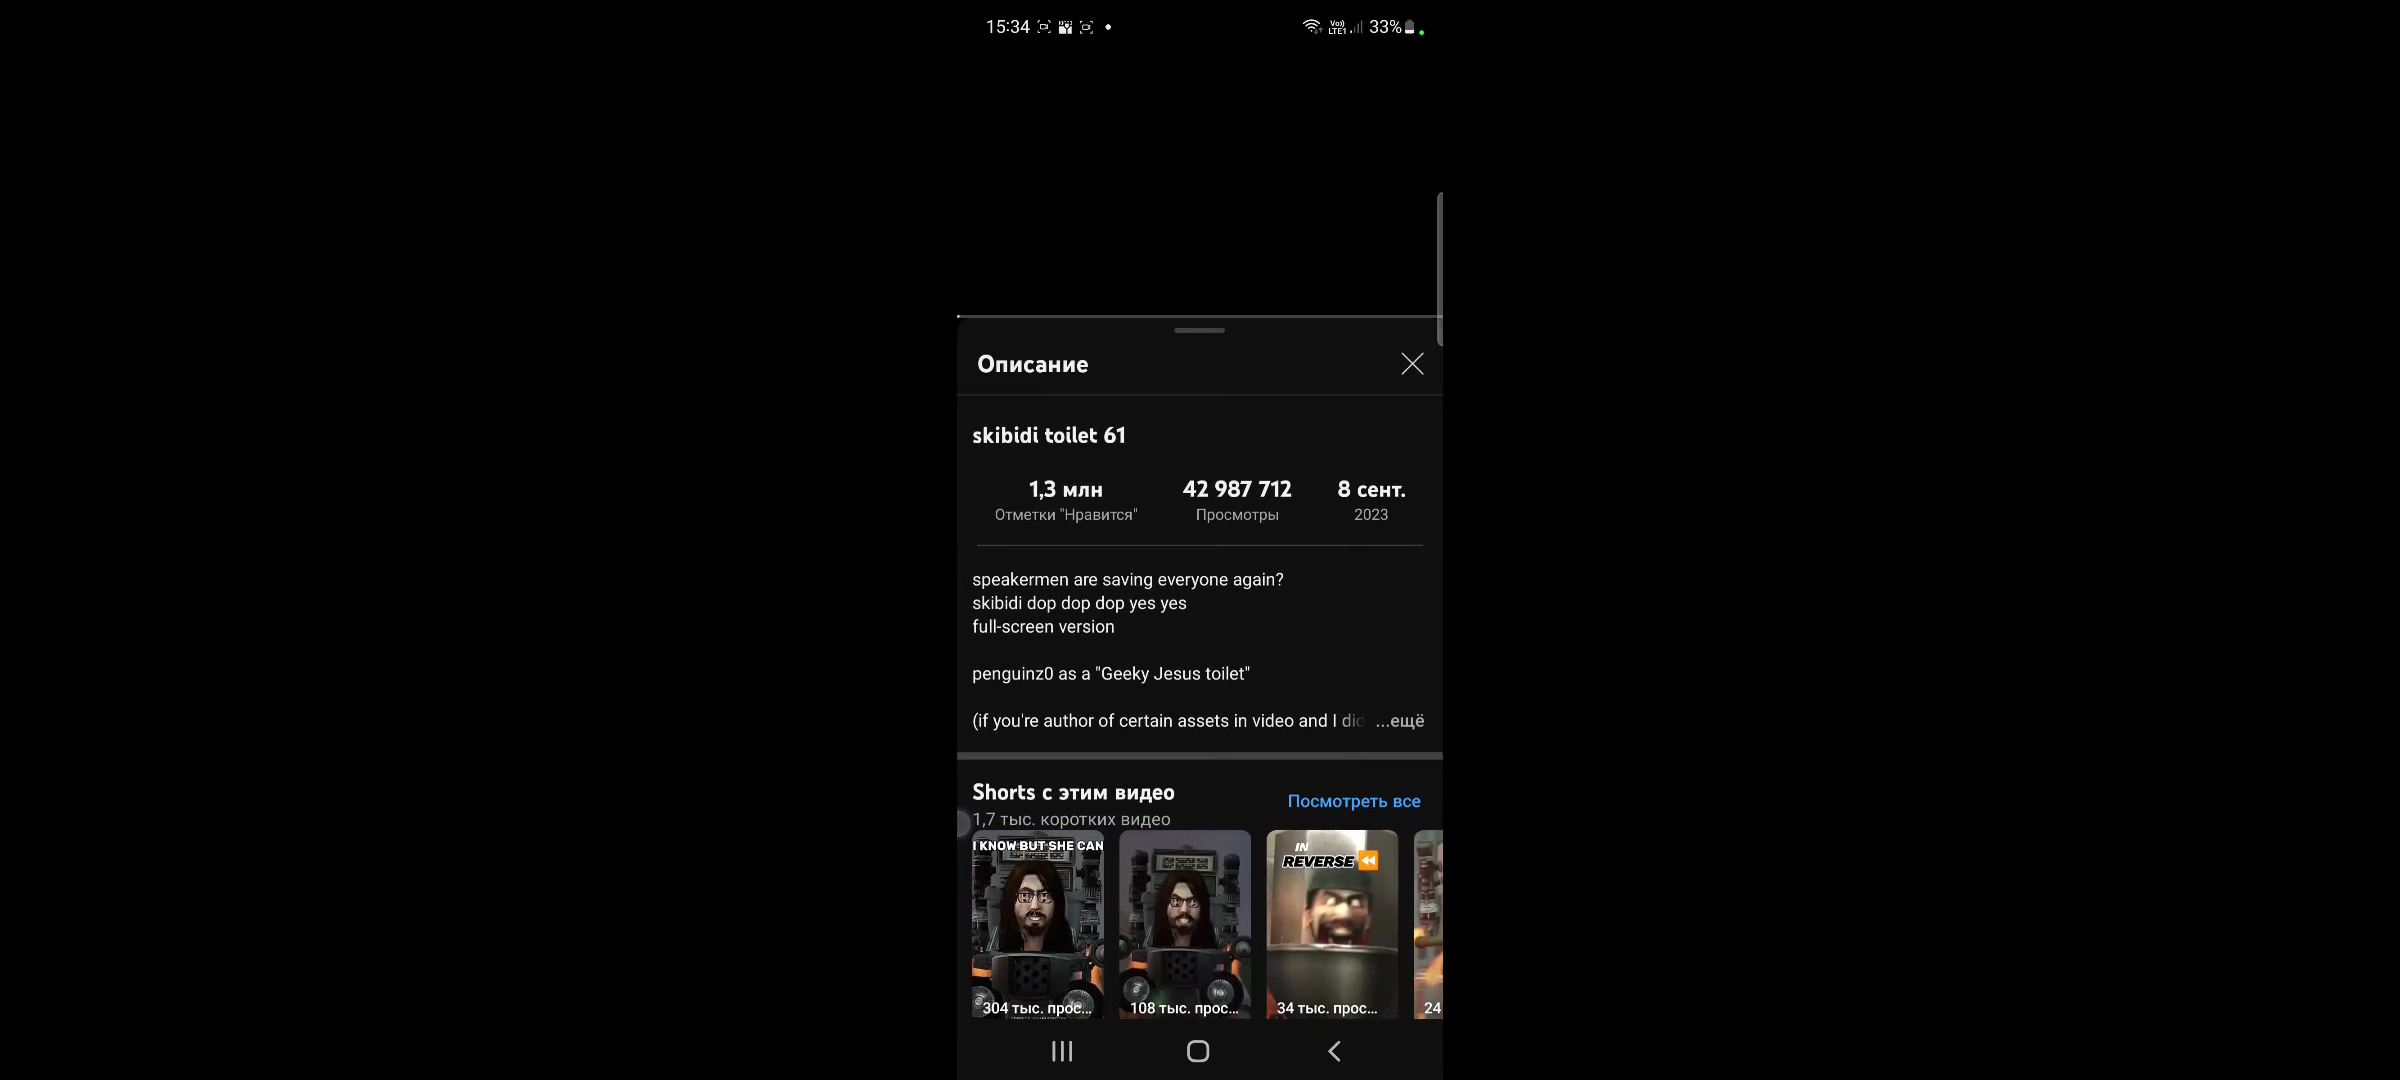 15:34
Vo)) LTE1 33%
Описание
skibidi toilet 61
1,3 млн 42 987 712 8 сент.
Отметки "Нравится" Просмотры 2023
speakermen are saving everyone again?
skibidi dop dop dop yes yes
full-screen version
penguinz0 as a "Geeky Jesus toilet"
(if you're author of certain assets in video and I did ...ещё
Shorts с этим видео
Посмотреть все
1,7 тыс. коротких видео
I KNOW BUT SHE CAN
IN
REVERSE
304 тыс. прос... 108 тыс. прос... 34 тыс. прос... 24